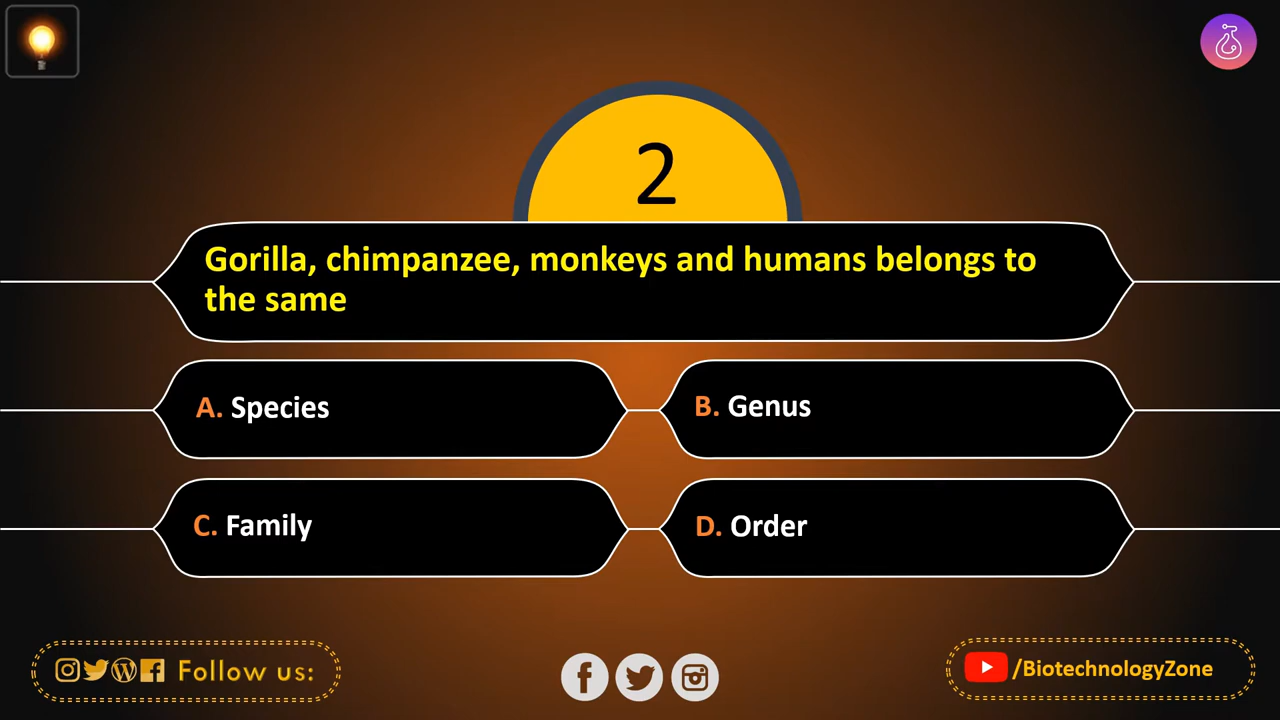 2
Gorilla, chimpanzee, monkeys and humans belongs to
the same
A. Species
B. Genus
C. Family
D. Order
Follow us:
/BiotechnologyZone